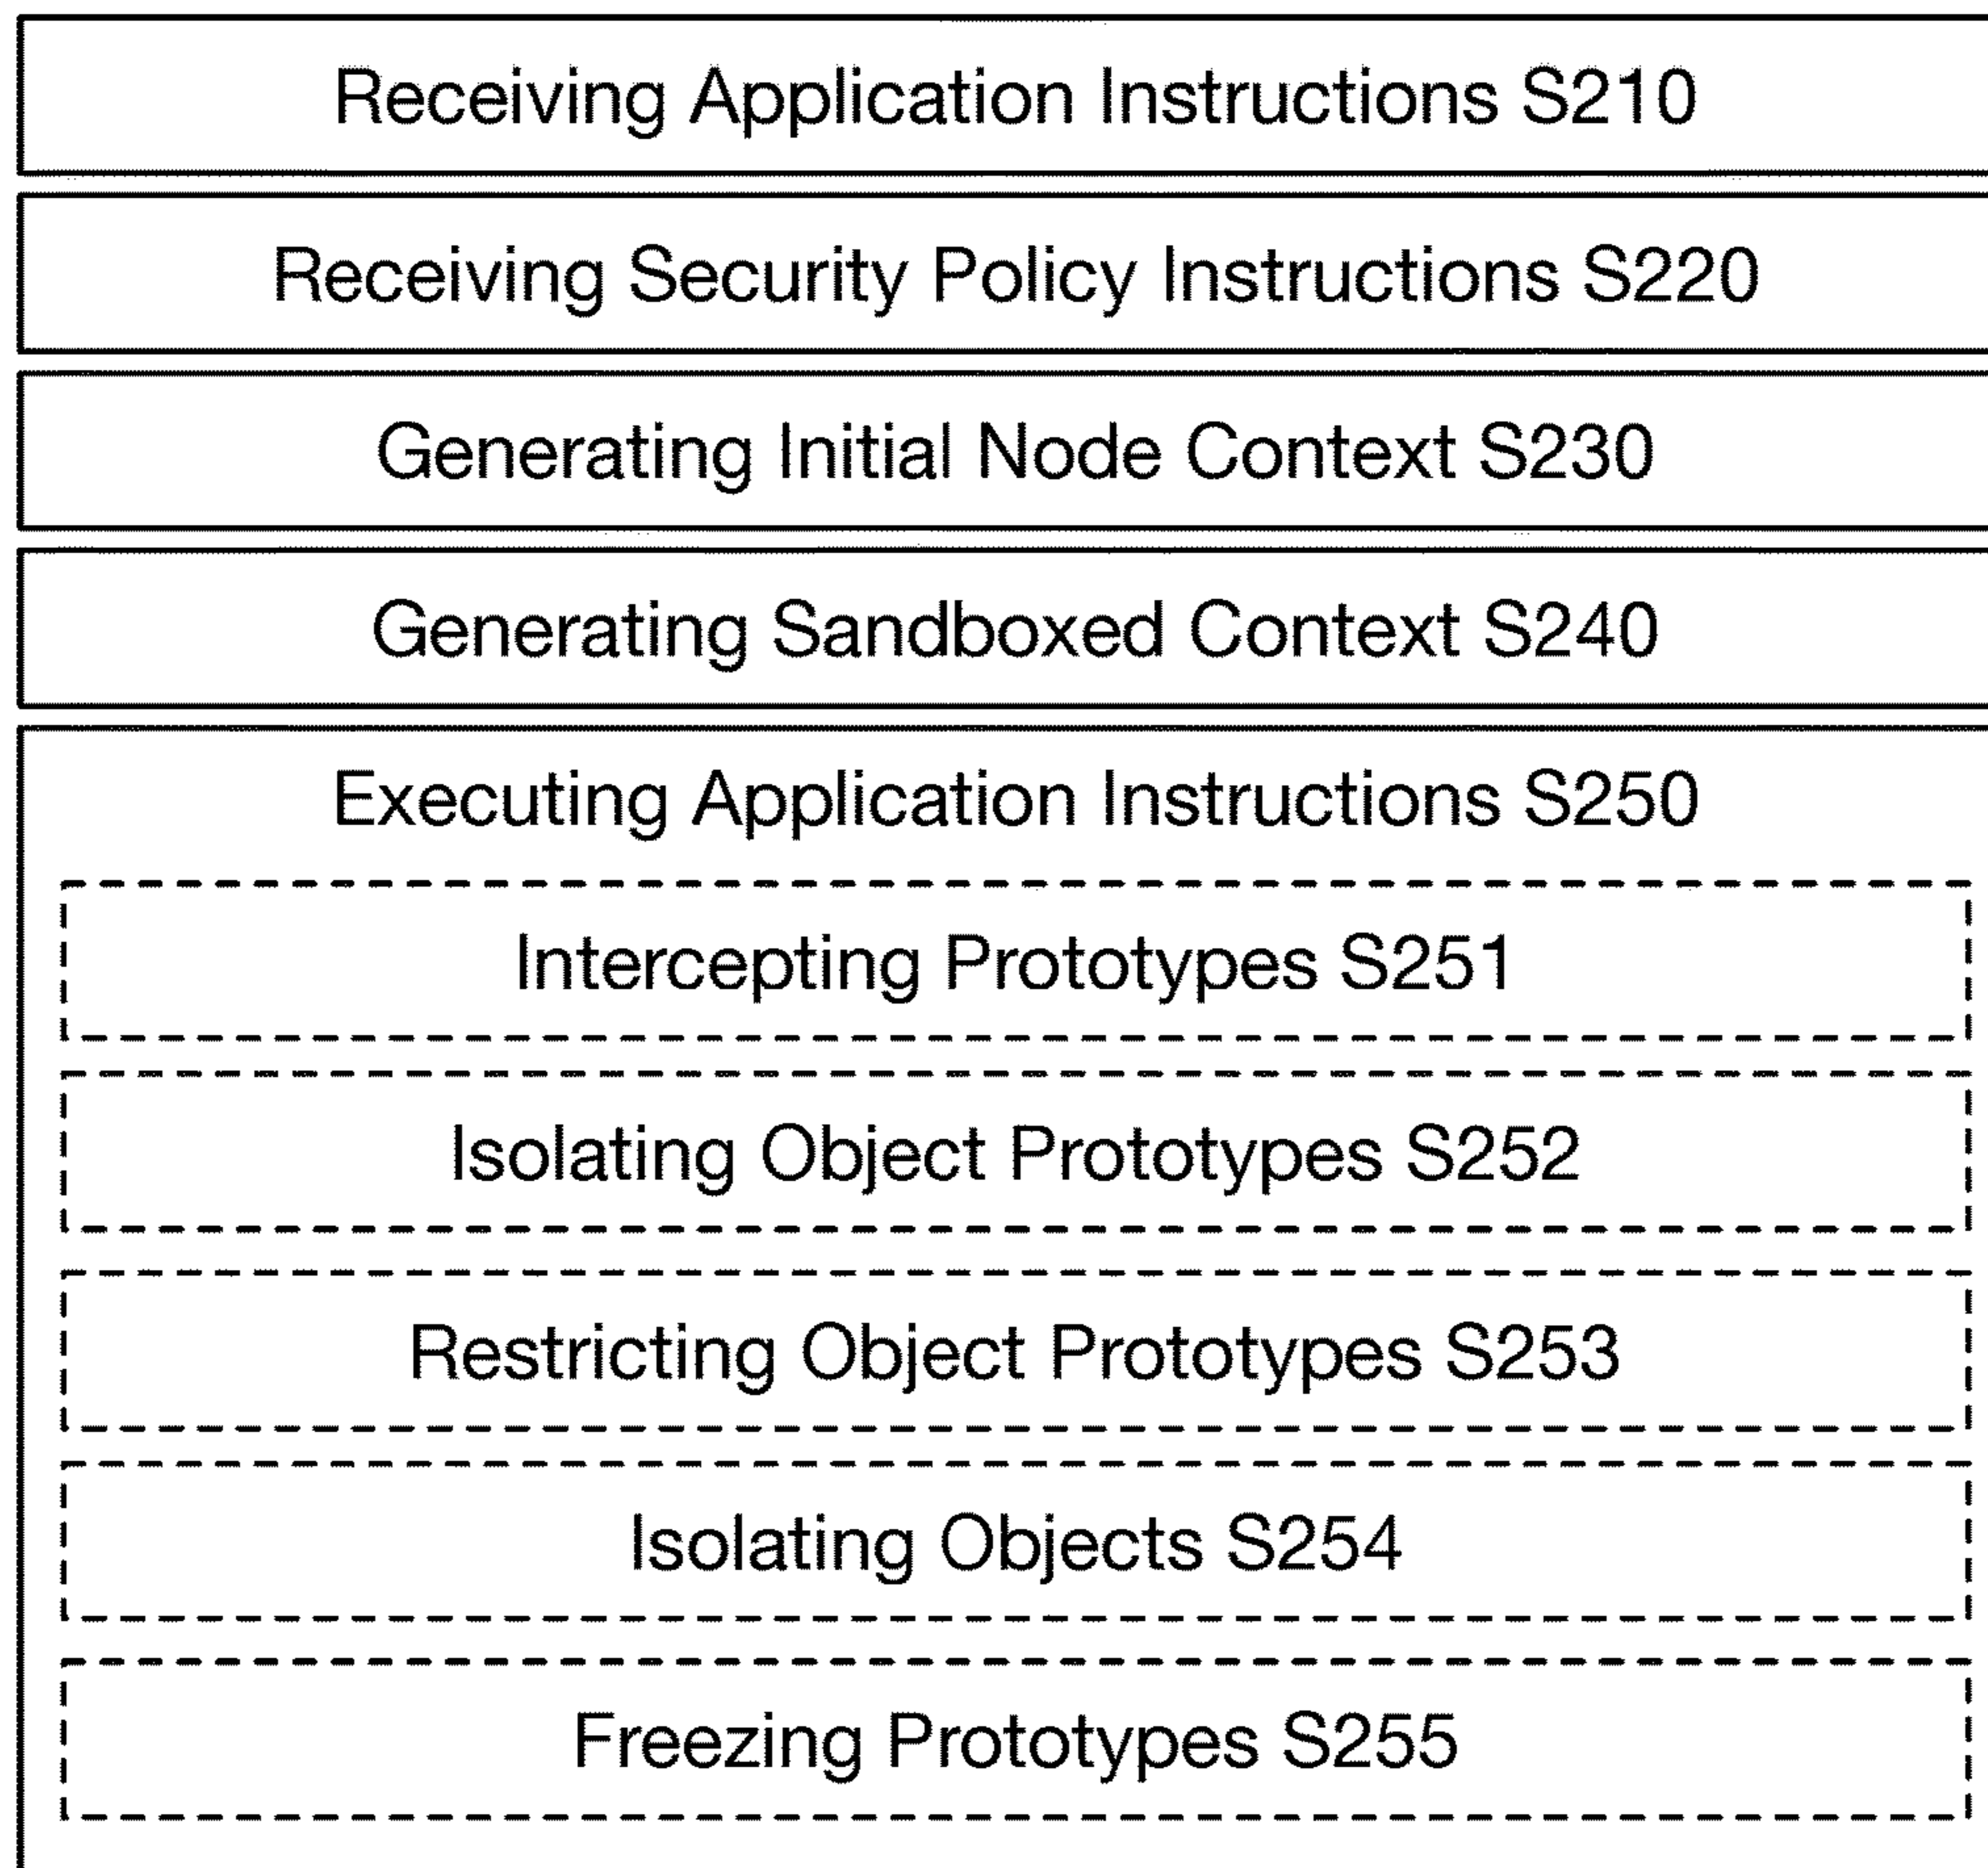 Receiving Application Instructions S210
Receiving Security Policy Instructions S220
Generating Initial Node Context S230
Generating Sandboxed Context S240
Executing Application Instructions S250
Intercepting Prototypes S251
Isolating Object Prototypes S252
Restricting Object Prototypes S253
Isolating Objects S254
Freezing Prototypes S255